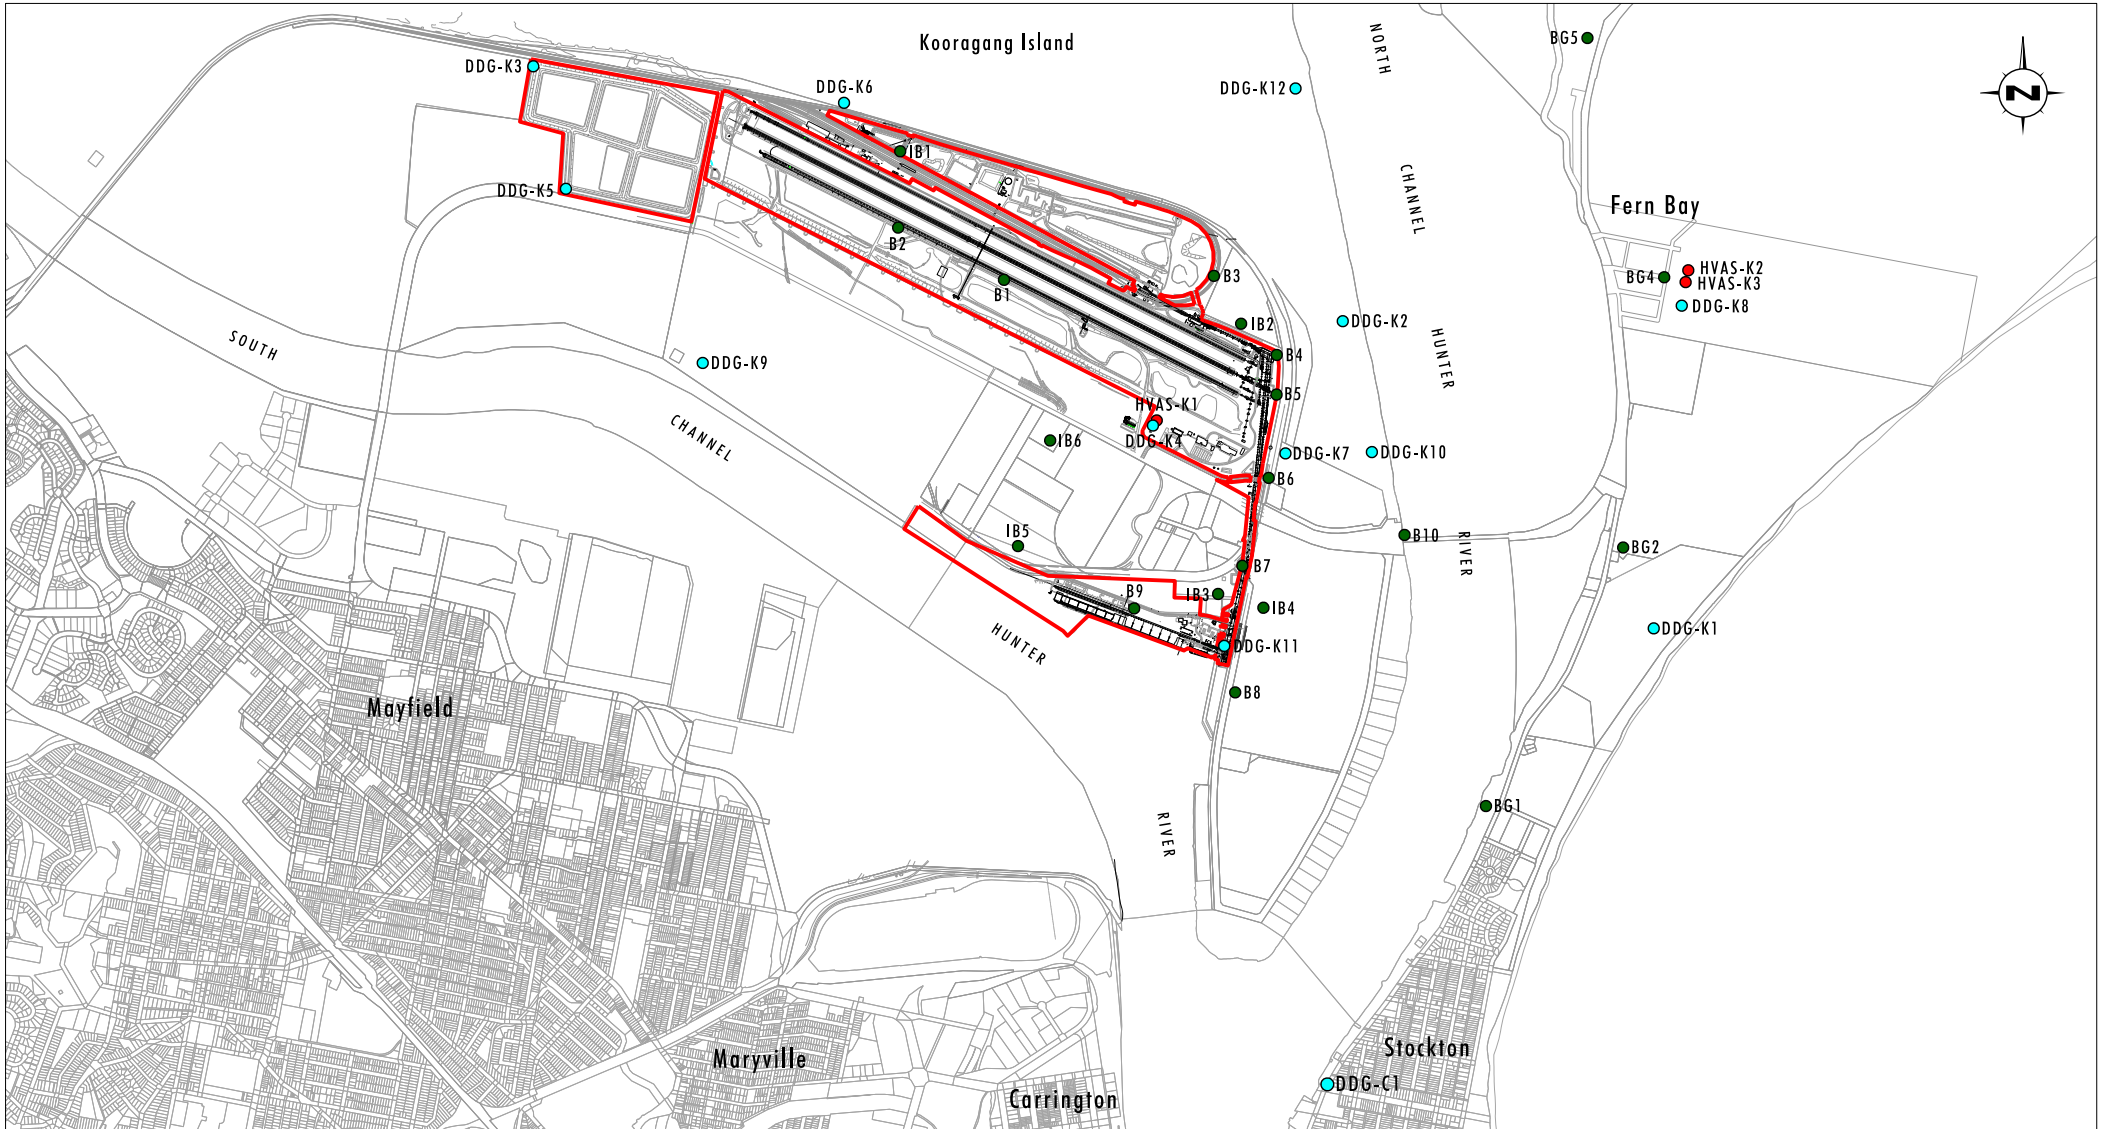 Kooragang Island
NORTH
BG5
DDG-K3
DDG-K6
DDG-K12
N
IB1
CHANNEL
DDG-K5
Fern Bay
B2
B3
BG4
HVAS-K2
HVAS-K3
B1
DDG-K8
IB2
DDG-K2
HUNTER
SOUTH
B4
DDG-K9
B5
HVAS-K1
CHANNEL
IB6
DDG-K4
DDG-K7
DDG-K10
B6
IB5
B10
RIVER
BG2
B7
B9
IB3
IB4
HUNTER
DDG-K1
DDG-K11
B8
Mayfield
RIVER
BG1
Maryville
Stockton
DDG-C1
Carrington